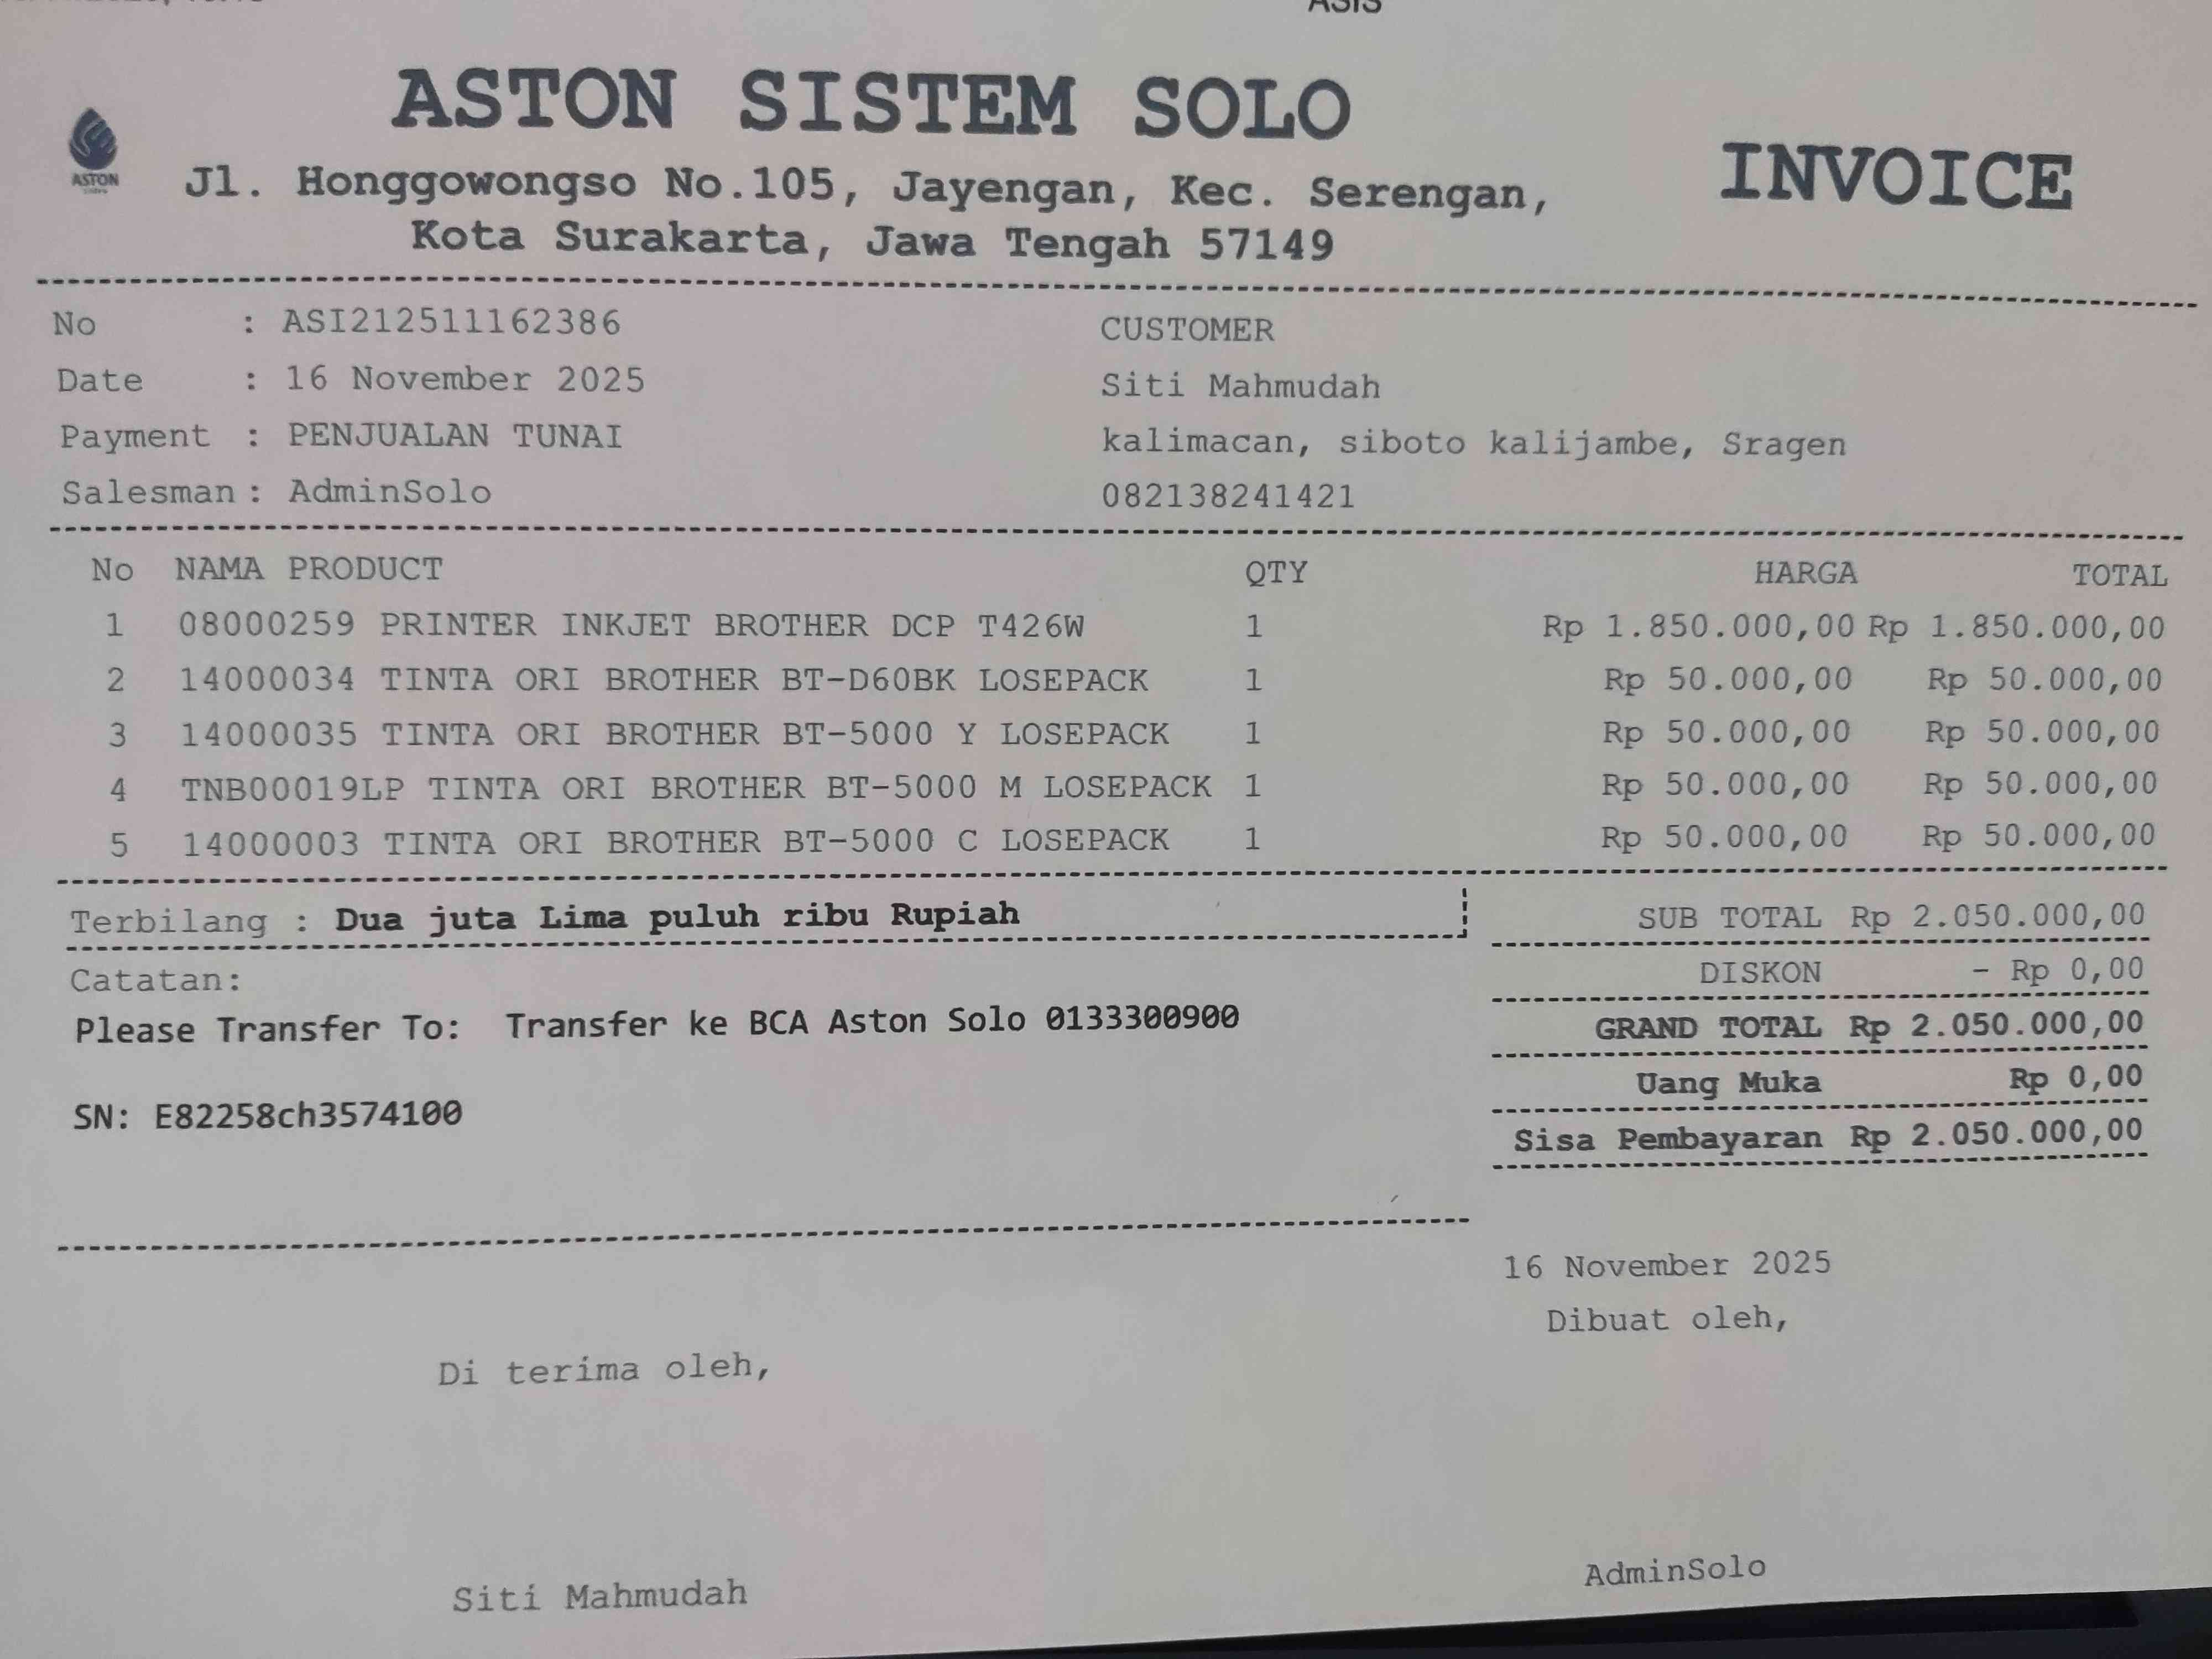 ASIS
ASTON SISTEM SOLO
INVOICE
ASTON
Jl. Honggowongso No.105, Jayengan, Kec. Serengan,
Kota Surakarta, Jawa Tengah 57149
No : ASI212511162386
Date : 16 November 2025
Payment : PENJUALAN TUNAI
Salesman : AdminSolo
CUSTOMER
Siti Mahmudah
kalimacan, siboto kalijambe, Sragen
082138241421
No NAMA PRODUCT QTY HARGA TOTAL
1 08000259 PRINTER INKJET BROTHER DCP T426W 1 Rp 1.850.000,00 Rp 1.850.000,00
2 14000034 TINTA ORI BROTHER BT-D60BK LOSEPACK 1 Rp 50.000,00 Rp 50.000,00
3 14000035 TINTA ORI BROTHER BT-5000 Y LOSEPACK 1 Rp 50.000,00 Rp 50.000,00
4 TNB00019LP TINTA ORI BROTHER BT-5000 M LOSEPACK 1 Rp 50.000,00 Rp 50.000,00
5 14000003 TINTA ORI BROTHER BT-5000 C LOSEPACK 1 Rp 50.000,00 Rp 50.000,00
Terbilang : Dua juta Lima puluh ribu Rupiah
Catatan:
Please Transfer To: Transfer ke BCA Aston Solo 0133300900
SN: E82258ch3574100
SUB TOTAL Rp 2.050.000,00
DISKON - Rp 0,00
GRAND TOTAL Rp 2.050.000,00
Uang Muka Rp 0,00
Sisa Pembayaran Rp 2.050.000,00
16 November 2025
Dibuat oleh,
Di terima oleh,
AdminSolo
Siti Mahmudah